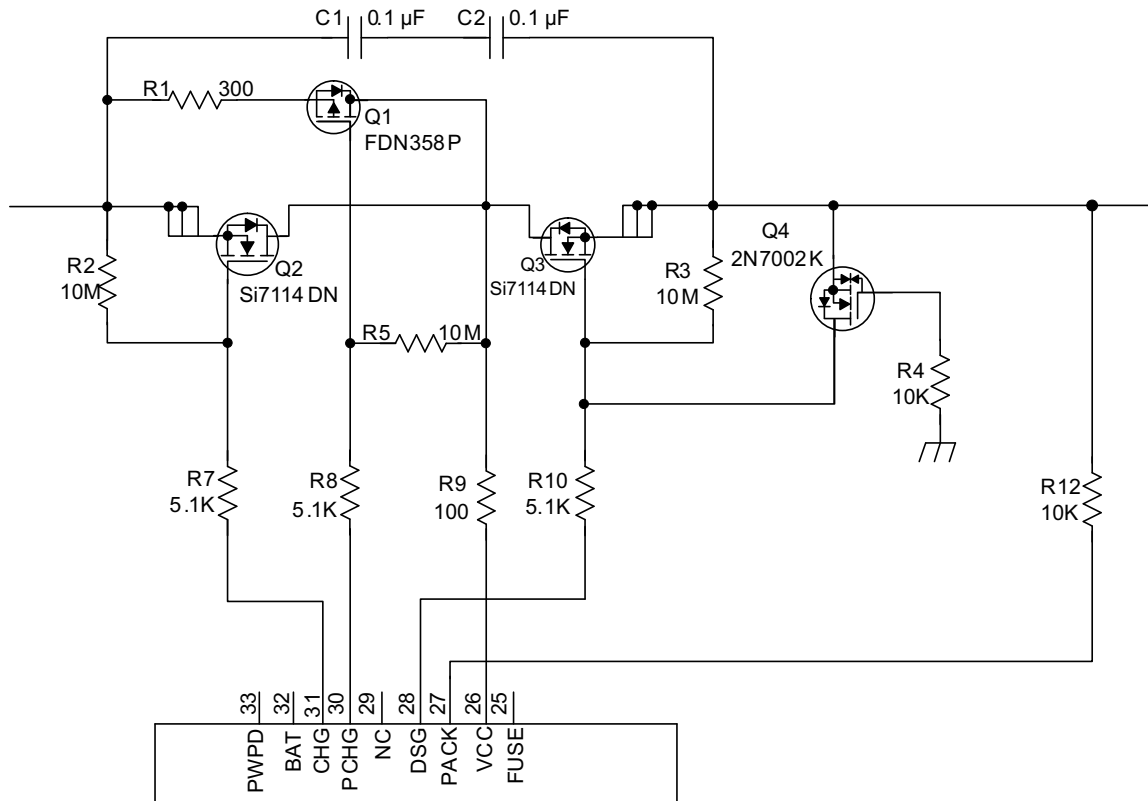 C1
0.1 µF
C2
0.1 µF
R1
300
Q1
FDN358P
R2
10M
Q2
Si7114DN
Q3
Si7114DN
R3
10M
Q4
2N7002K
R5
10M
R4
10K
R7
5.1K
R8
5.1K
R9
100
R10
5.1K
R12
10K
33
32
31
30
29
28
27
26
25
PWPD
BAT
CHG
PCHG
NC
DSG
PACK
VCC
FUSE